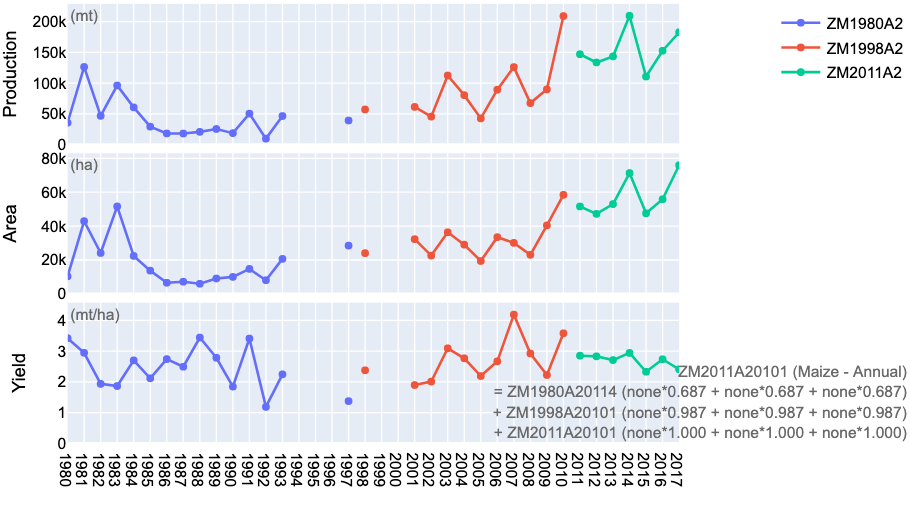 Production
(mt)
200k
150k
100k
50k
0
ZM1980A2
ZM1998A2
ZM2011A2
Area
(ha)
80k
60k
40k
20k
0
Yield
(mt/ha)
4
3
2
1
0
ZM2011A20101 (Maize - Annual)
= ZM1980A20114 (none*0.687 + none*0.687 + none*0.687)
+ ZM1998A20101 (none*0.987 + none*0.987 + none*0.987)
+ ZM2011A20101 (none*1.000 + none*1.000 + none*1.000)
1980
1981
1982
1983
1984
1985
1986
1987
1988
1989
1990
1991
1992
1993
1994
1995
1996
1997
1998
1999
2000
2001
2002
2003
2004
2005
2006
2007
2008
2009
2010
2011
2012
2013
2014
2015
2016
2017